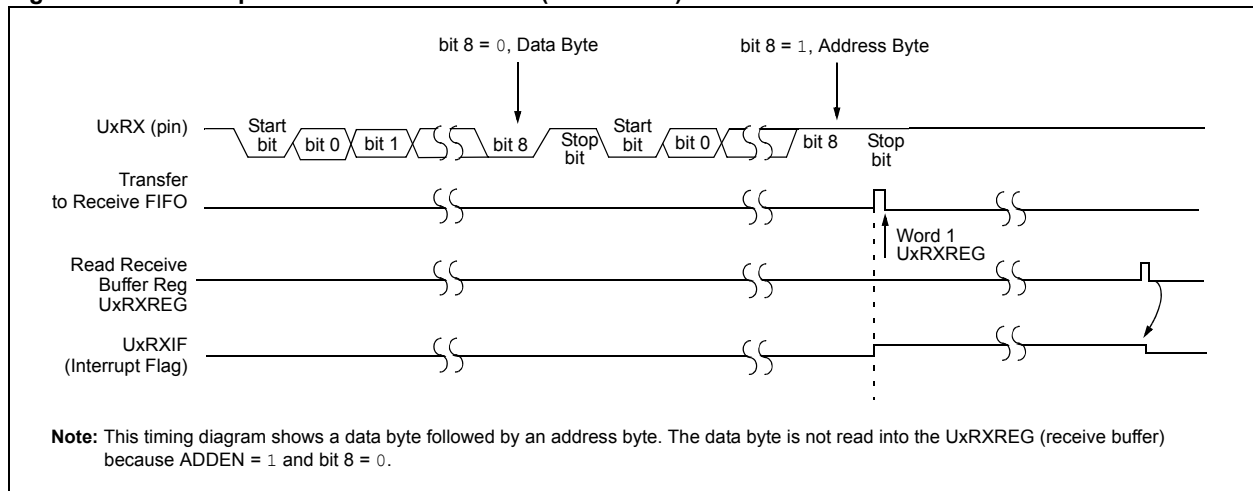 bit 8 = 0, Data Byte
bit 8 = 1, Address Byte
UxRX (pin)
Start
bit
bit 0
bit 1
bit 8
Stop
bit
Start
bit
bit 0
bit 8
Stop
bit
Transfer
to Receive FIFO
Word 1
UxRXREG
Read Receive
Buffer Reg
UxRXREG
UxRXIF
(Interrupt Flag)
Note: This timing diagram shows a data byte followed by an address byte. The data byte is not read into the UxRXREG (receive buffer)
because ADDEN = 1 and bit 8 = 0.